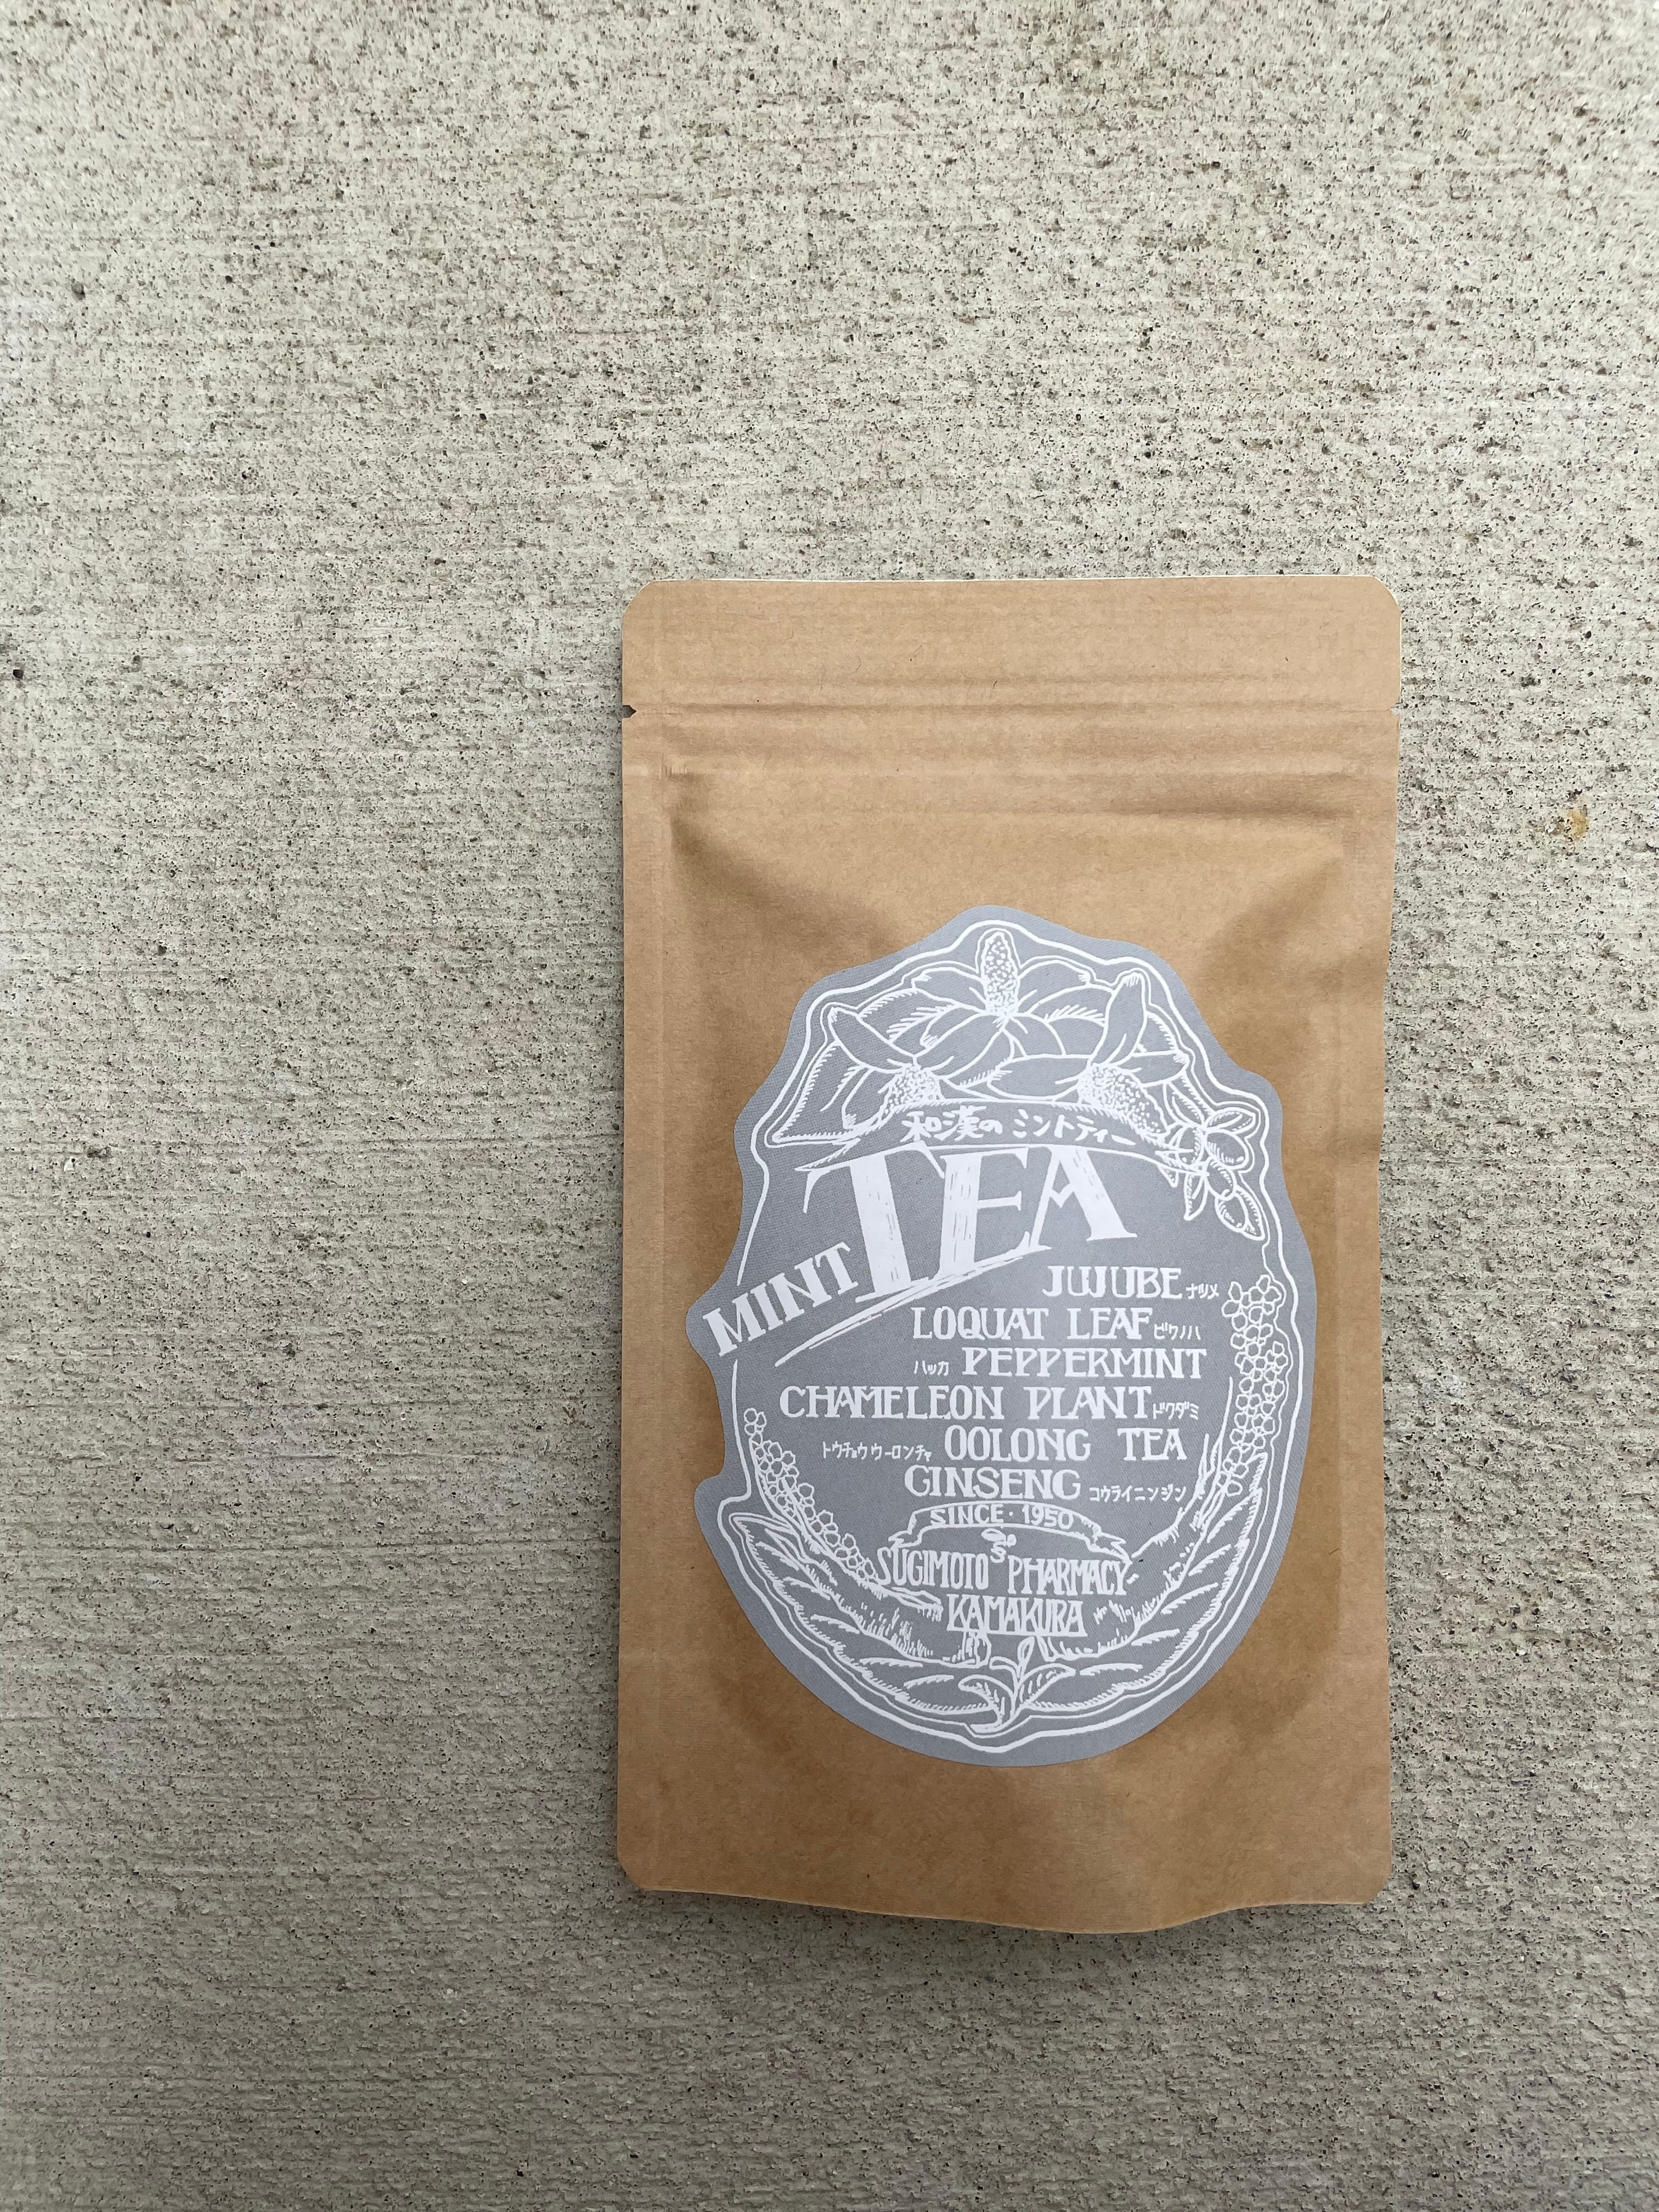 和漢のミントティー
MINT TEA
JUJUBE ナツメ
LOQUAT LEAF ビワノハ
ハッカ PEPPERMINT
CHAMELEON PLANT ドクダミ
トウチョウウーロンチャ OOLONG TEA
GINSENG コウライニンジン
SINCE・1950
SUGIMOTO PHARMACY
KAMAKURA